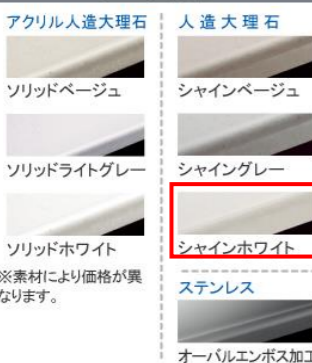 アクリル人造大理石
ソリッドベージュ
ソリッドライトグレー
ソリッドホワイト
※素材により価格が異
なります。
人造大理石
シャインベージュ
シャイングレー
シャインホワイト
ステンレス
オーバルエンボス加工